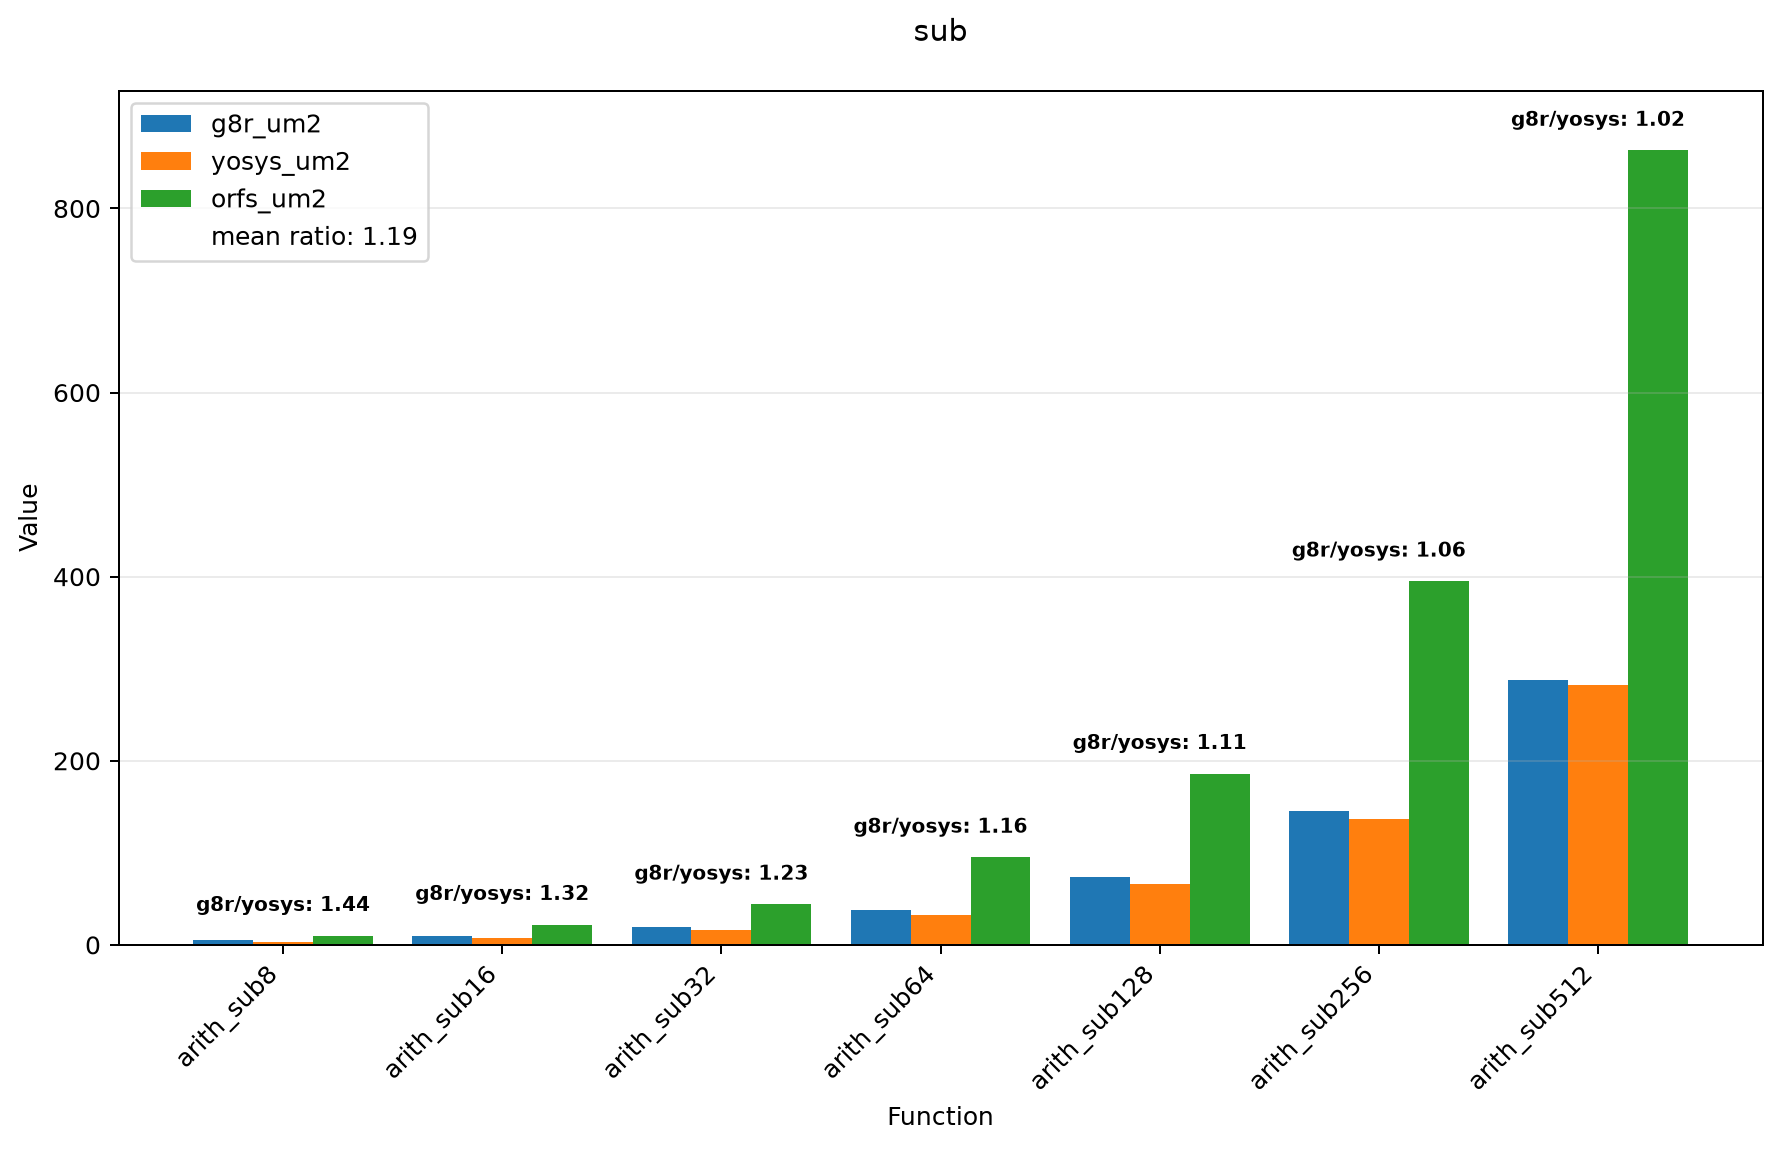 sub
g8r_um2
yosys_um2
orfs_um2
mean ratio: 1.19
g8r/yosys: 1.02
800
600
Value
g8r/yosys: 1.06
400
g8r/yosys: 1.11
200
g8r/yosys: 1.16
g8r/yosys: 1.23
g8r/yosys: 1.32
g8r/yosys: 1.44
0
arith_sub8
arith_sub16
arith_sub32
arith_sub64
arith_sub128
arith_sub256
arith_sub512
Function